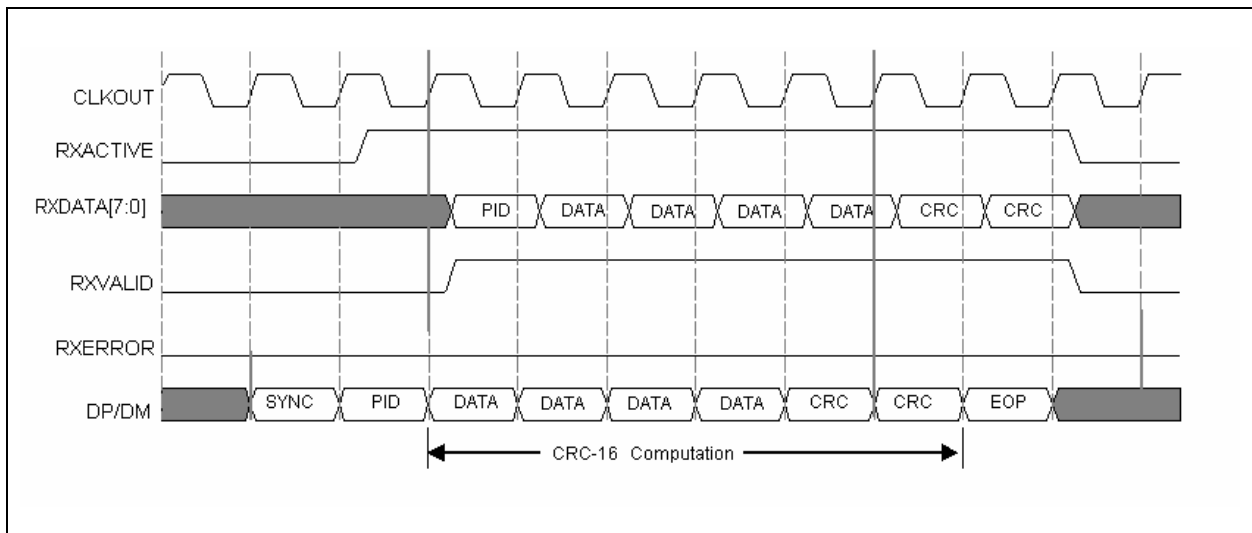 CLKOUT
RXACTIVE
RXDATA[7:0] PID DATA DATA DATA DATA CRC CRC
RXVALID
RXERROR
DP/DM SYNC PID DATA DATA DATA DATA CRC CRC EOP
CRC-16 Computation